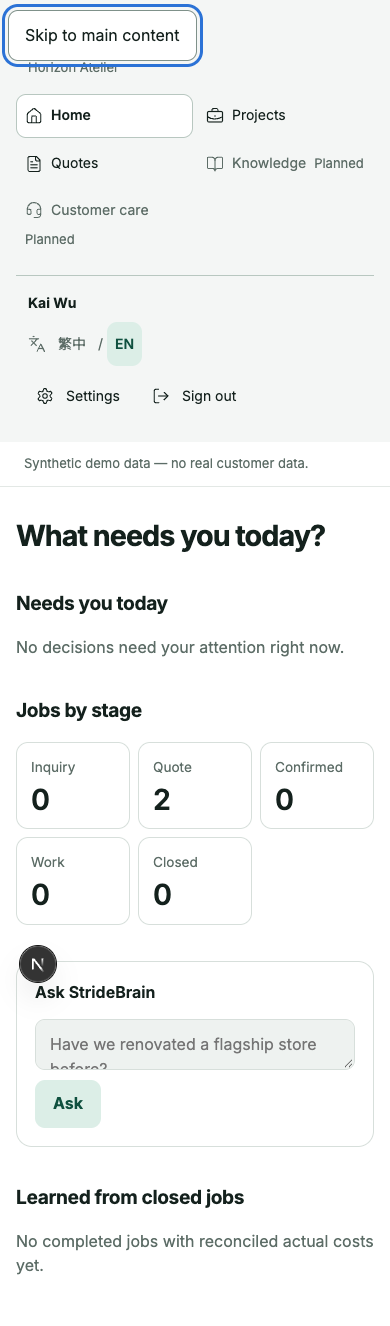 Skip to main content
Horizon Atelier
Home
Projects
Quotes
Knowledge Planned
Customer care
Planned
Kai Wu
繁中 / EN
Settings
Sign out
Synthetic demo data — no real customer data.
What needs you today?
Needs you today
No decisions need your attention right now.
Jobs by stage
Inquiry
0
Quote
2
Confirmed
0
Work
0
Closed
0
N
Ask StrideBrain
Have we renovated a flagship store
before?
Ask
Learned from closed jobs
No completed jobs with reconciled actual costs
yet.